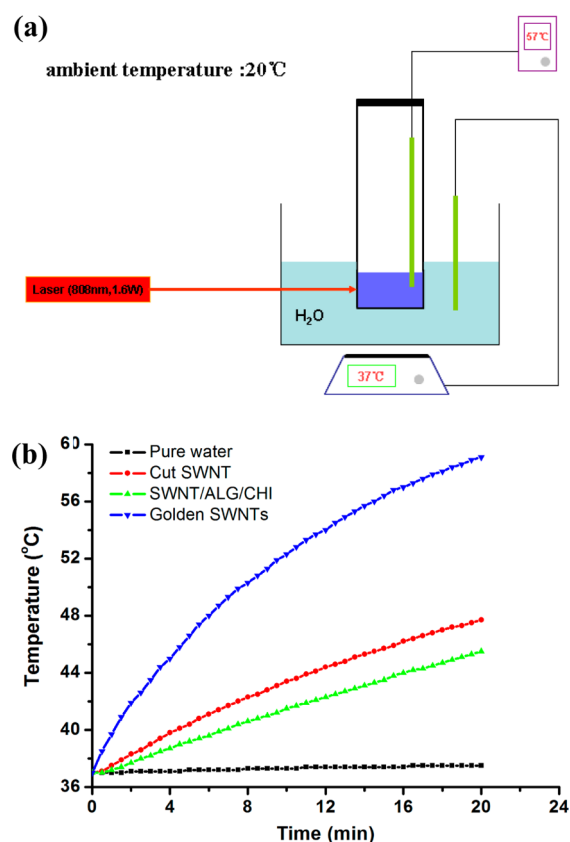 (a)
ambient temperature :20℃
57℃
Laser (808nm,1.6W)
H₂O
37℃
(b)
Pure water
Cut SWNT
SWNT/ALG/CHI
Golden SWNTs
Temperature (°C)
60
56
52
48
44
40
36
0 4 8 12 16 20 24
Time (min)